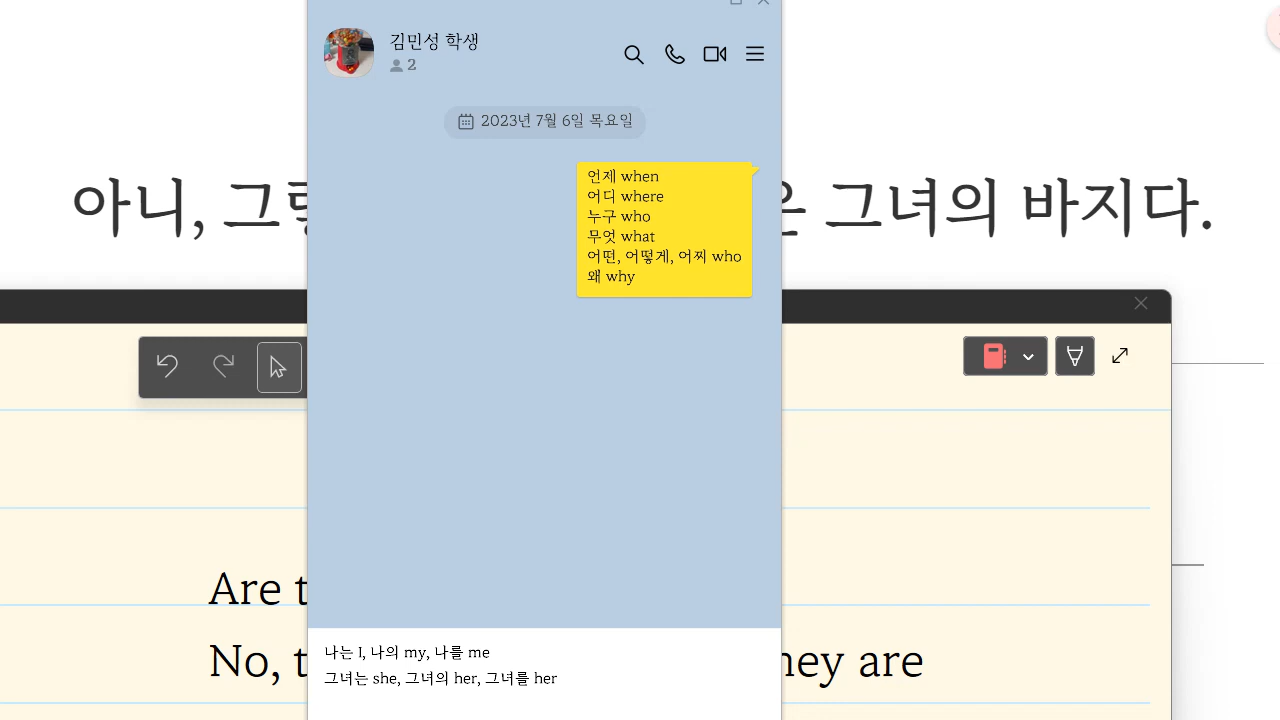 김민성 학생
2
2023년 7월 6일 목요일
언제 when
어디 where
누구 who
무엇 what
어떤, 어떻게, 어찌 who
왜 why
아니, 그 그녀의 바지다.
Are
No, they are
나는 I, 나의 my, 나를 me
그녀는 she, 그녀의 her, 그녀를 her